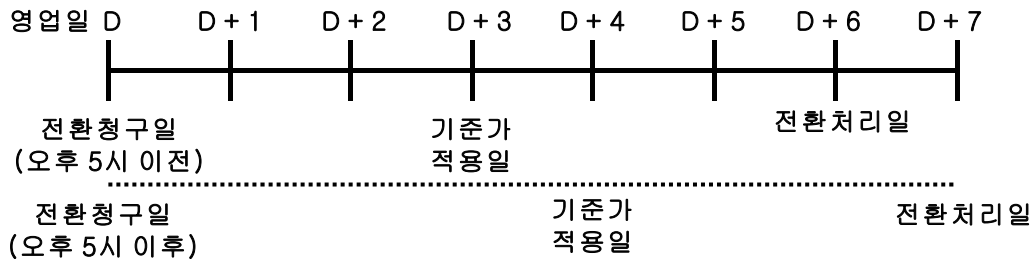 영업일 D D + 1 D + 2 D + 3 D + 4 D + 5 D + 6 D + 7
전환청구일 기준가 전환처리일
(오후 5시 이전) 적용일
전환청구일 기준가 전환처리일
(오후 5시 이후) 적용일